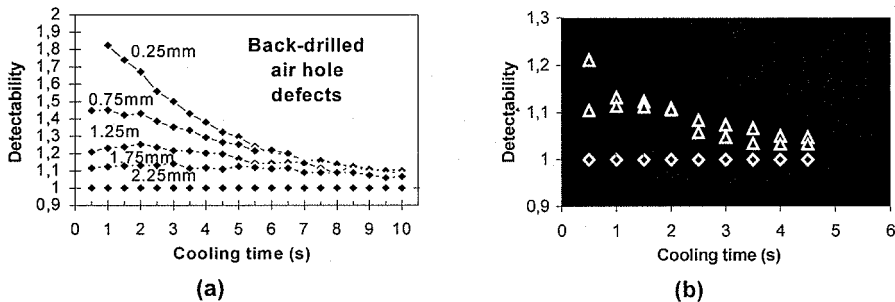 Detectability
2
1,9
1,8
1,7
1,6
1,5
1,4
1,3
1,2
1,1
1
0,9
0.25mm
0.75mm
1.25m
1.75mm
2.25mm
Back-drilled
air hole
defects
0 1 2 3 4 5 6 7 8 9 10
Cooling time (s)
(a)
Detectability
1,3
1,2
1,1
1
0,9
0 1 2 3 4 5 6
Cooling time (s)
(b)